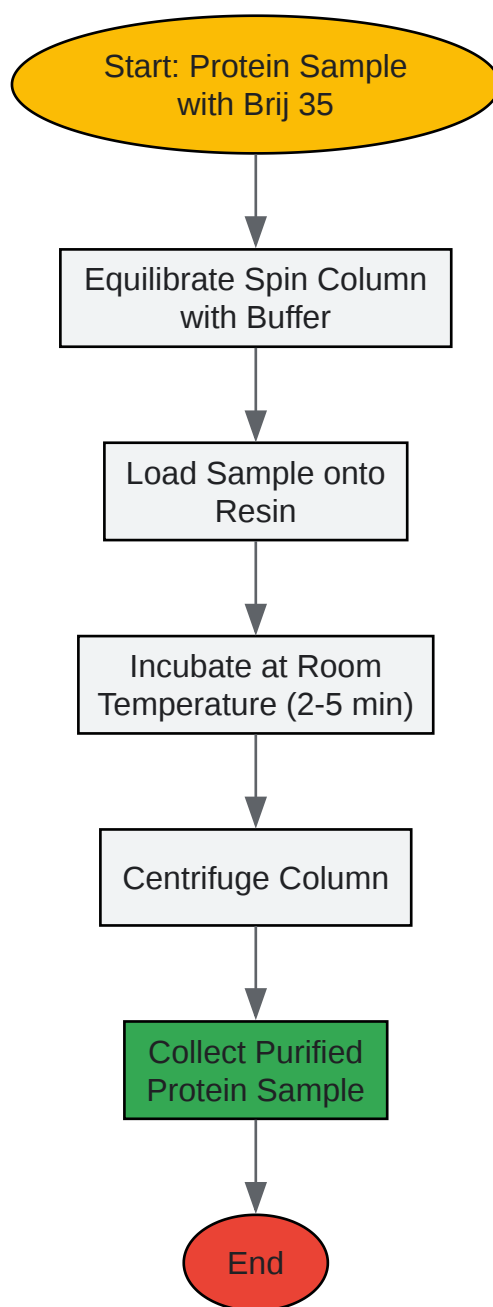 Start: Protein Sample
with Brij 35
Equilibrate Spin Column
with Buffer
Load Sample onto
Resin
Incubate at Room
Temperature (2-5 min)
Centrifuge Column
Collect Purified
Protein Sample
End